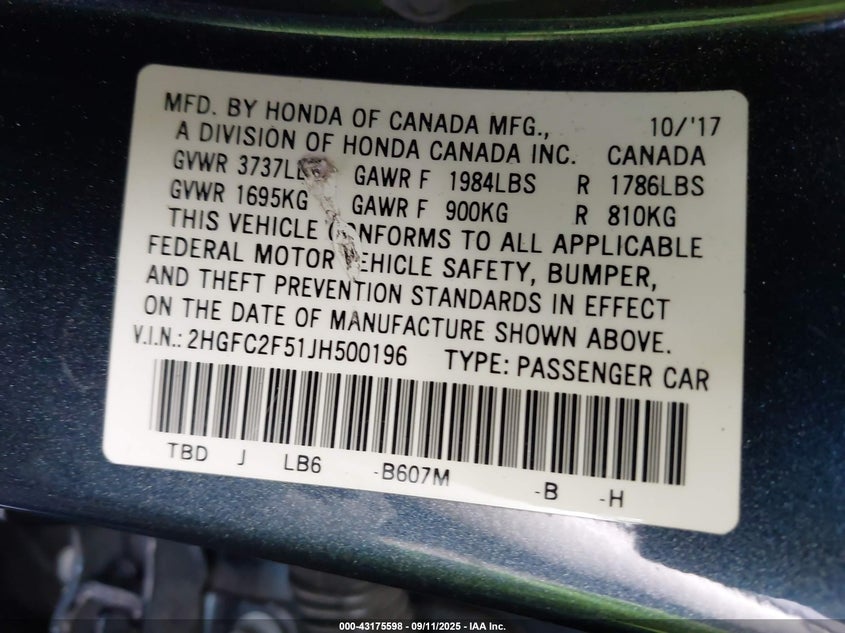 MFD. BY HONDA OF CANADA MFG., 10/'17
A DIVISION OF HONDA CANADA INC. CANADA
GVWR 3737LB GAWR F 1984LBS R 1786LBS
GVWR 1695KG GAWR F 900KG R 810KG
THIS VEHICLE CONFORMS TO ALL APPLICABLE
FEDERAL MOTOR VEHICLE SAFETY, BUMPER,
AND THEFT PREVENTION STANDARDS IN EFFECT
ON THE DATE OF MANUFACTURE SHOWN ABOVE.
V.I.N.: 2HGFC2F51JH500196 TYPE: PASSENGER CAR
TBD J LB6 -B607M -B -H
000-43175598 - 09/11/2025 - IAA Inc.